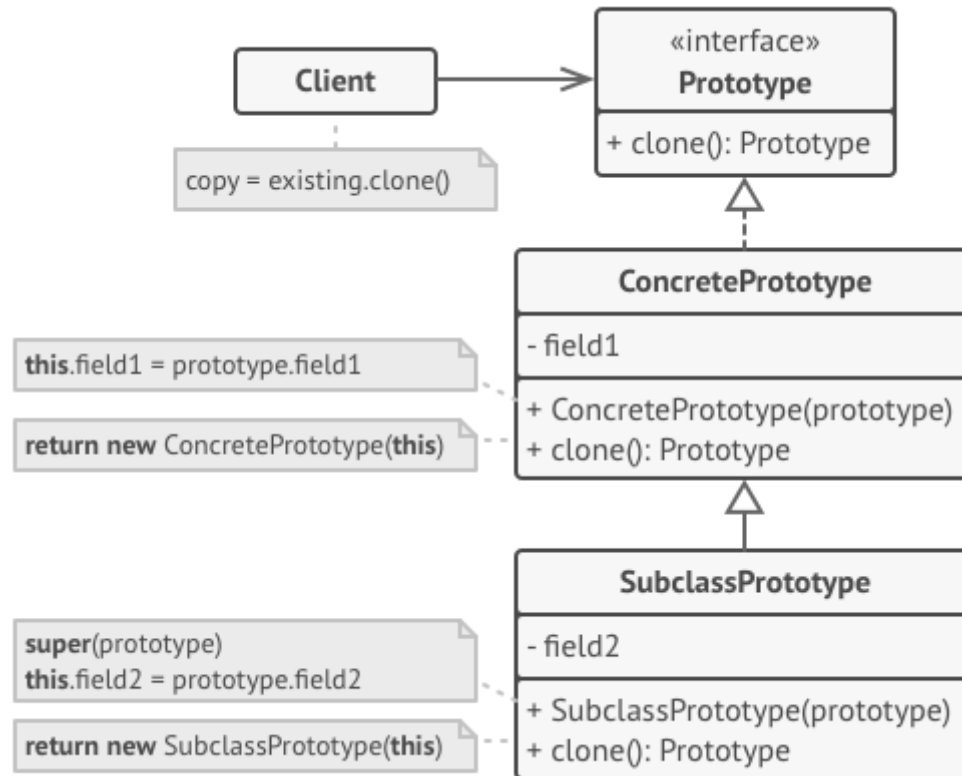 «interface»
Client
Prototype
+ clone(): Prototype
copy = existing.clone()
ConcretePrototype
- field1
this.field1 = prototype.field1
+ ConcretePrototype(prototype)
return new ConcretePrototype(this)
+ clone(): Prototype
SubclassPrototype
- field2
super(prototype)
this.field2 = prototype.field2
+ SubclassPrototype(prototype)
return new SubclassPrototype(this)
+ clone(): Prototype